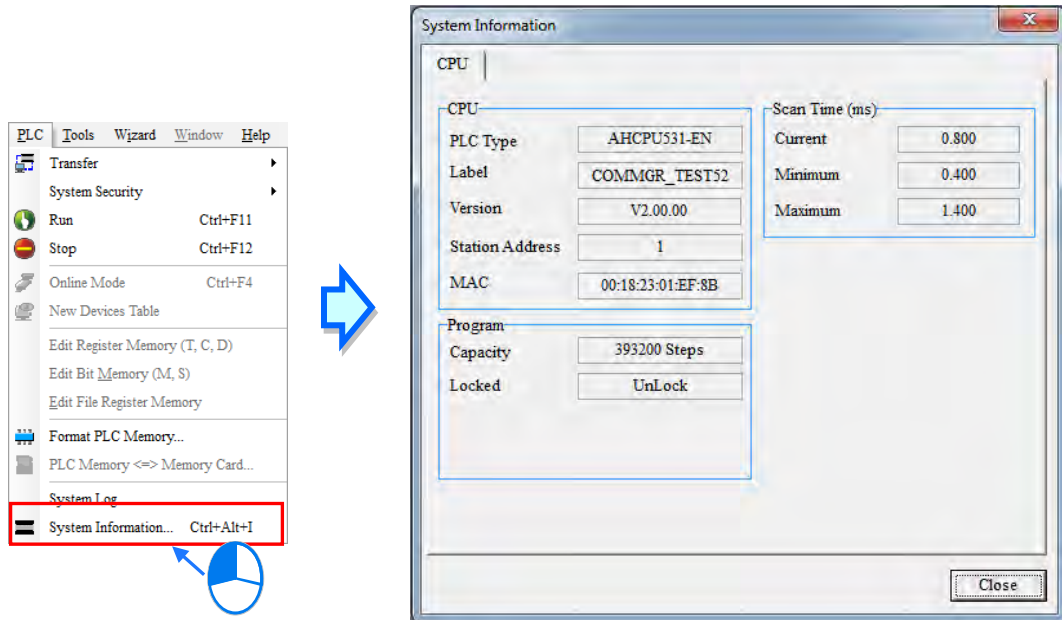 PLC Tools Wizard Window Help
Transfer
System Security
Run Ctrl+F11
Stop Ctrl+F12
Online Mode Ctrl+F4
New Devices Table
Edit Register Memory (T, C, D)
Edit Bit Memory (M, S)
Edit File Register Memory
Format PLC Memory...
PLC Memory <=> Memory Card...
System Log
System Information... Ctrl+Alt+I
System Information
CPU
CPU
PLC Type AHCPU531-EN
Label COMMGR_TEST52
Version V2.00.00
Station Address 1
MAC 00:18:23:01:EF:8B
Program
Capacity 393200 Steps
Locked UnLock
Scan Time (ms)
Current 0.800
Minimum 0.400
Maximum 1.400
Close